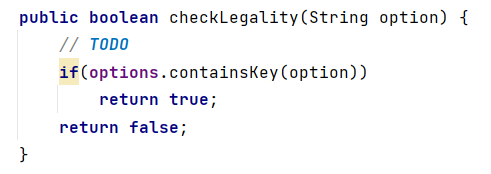 public boolean checkLegality(String option) {
    // TODO
    if(options.containsKey(option))
        return true;
    return false;
}